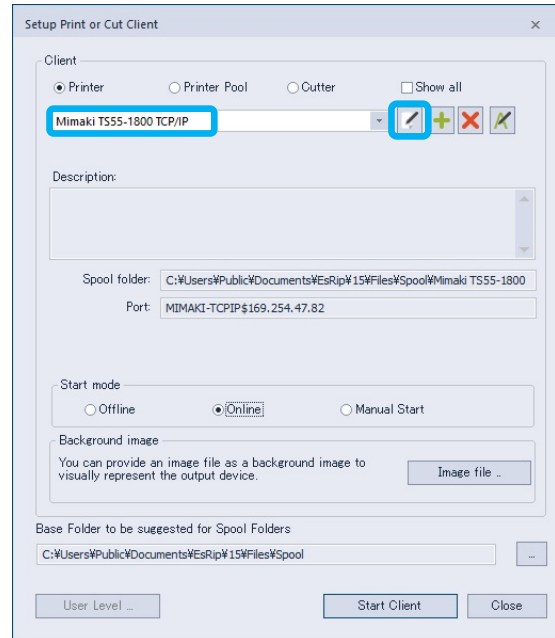 Setup Print or Cut Client
Client
Printer
Printer Pool
Cutter
Show all
Mimaki TS55-1800 TCP/IP
Description:
Spool folder:
C:¥Users¥Public¥Documents¥EsRip¥15¥Files¥Spool¥Mimaki TS55-1800
Port:
MIMAKI-TCPIP$169.254.47.82
Start mode
Offline
Online
Manual Start
Background image
You can provide an image file as a background image to
visually represent the output device.
Image file ..
Base Folder to be suggested for Spool Folders
C:¥Users¥Public¥Documents¥EsRip¥15¥Files¥Spool
...
User Level ...
Start Client
Close